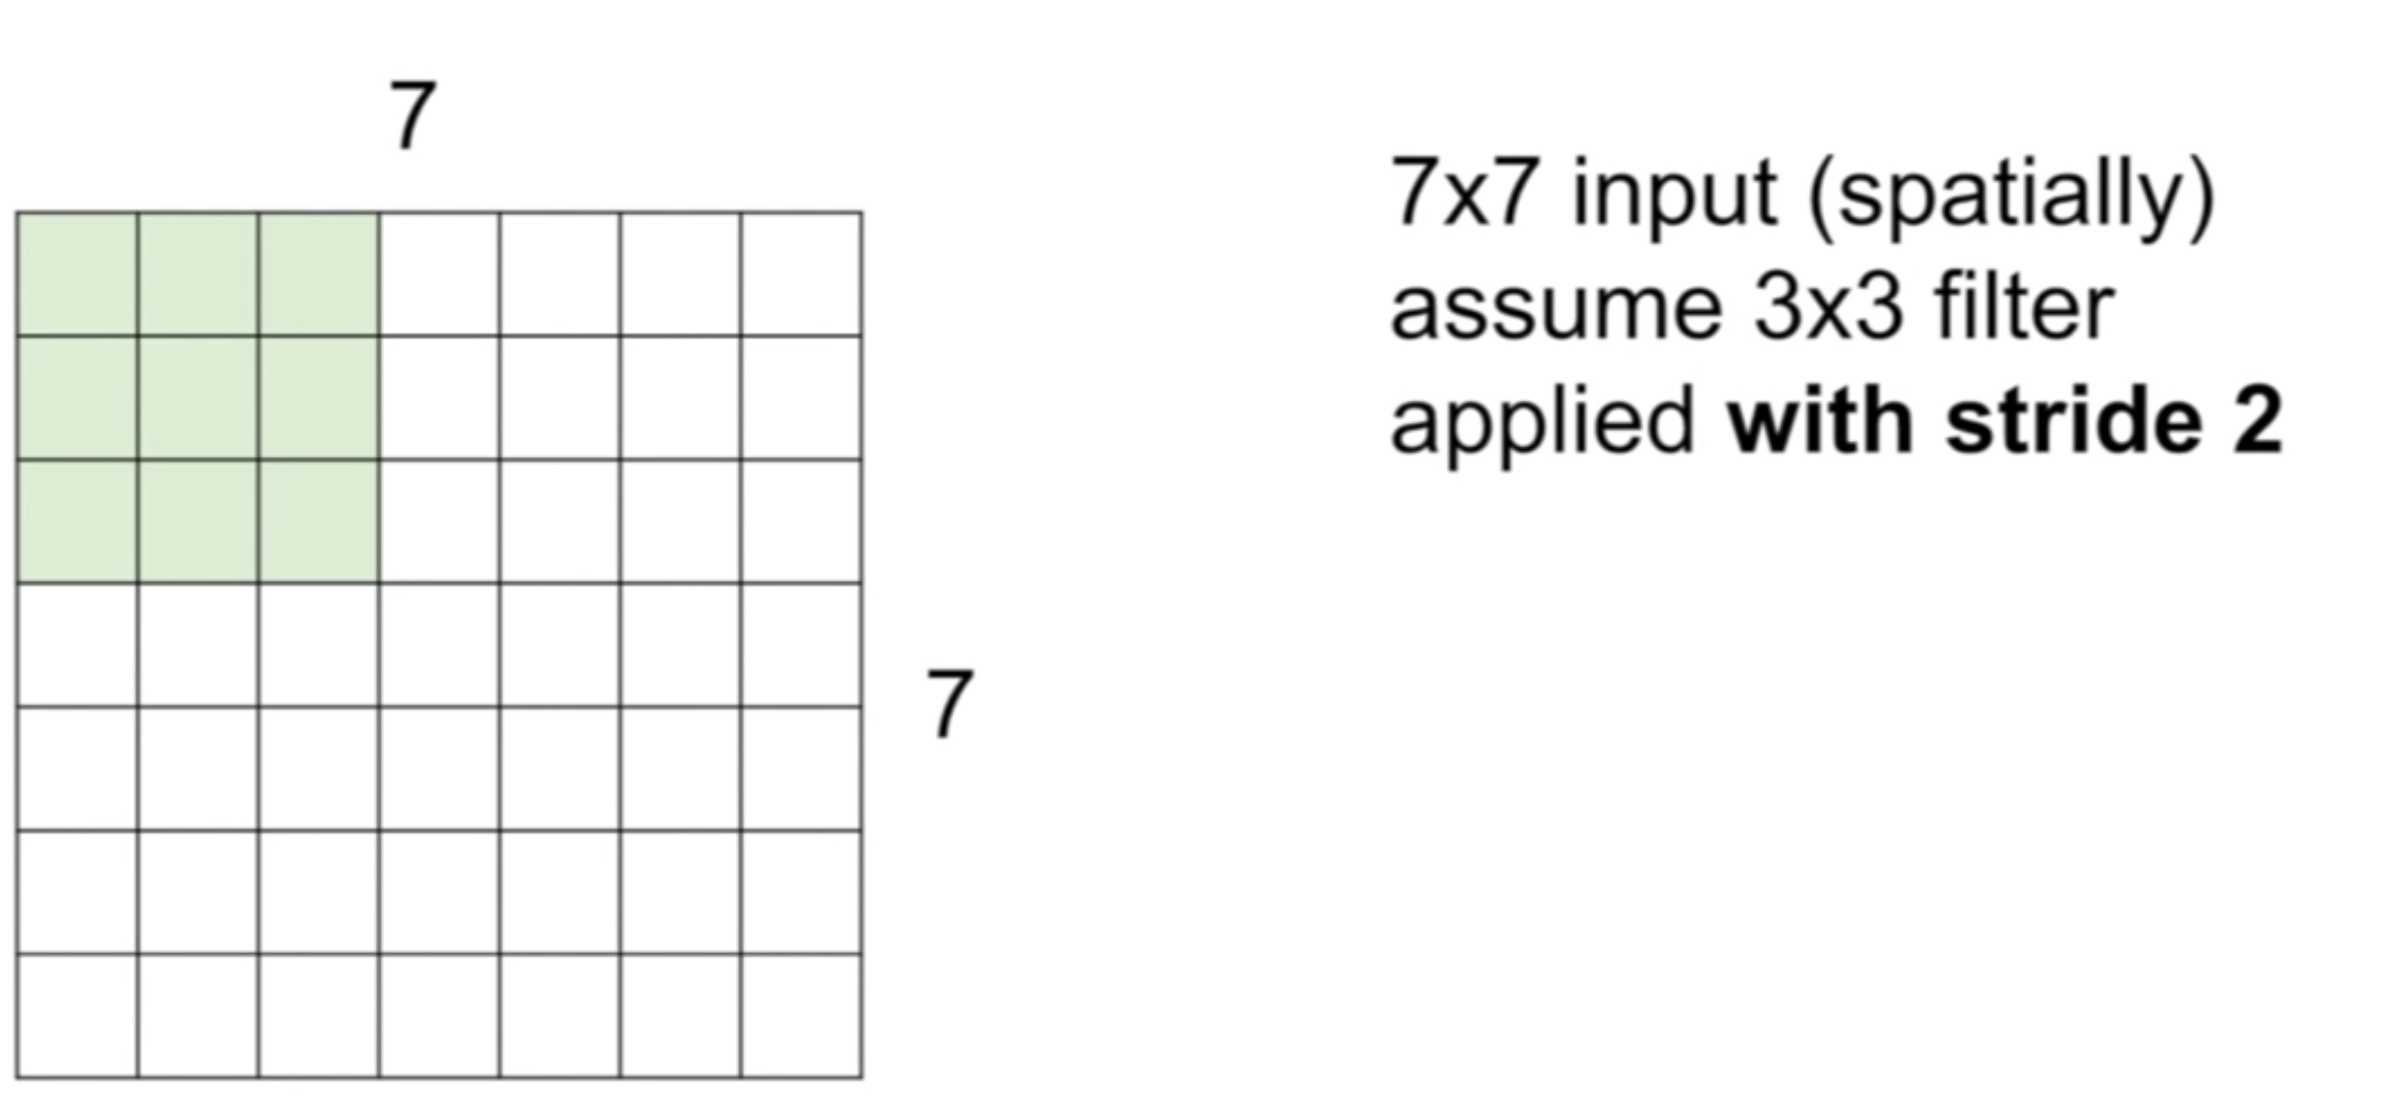 7
7x7 input (spatially)
assume 3x3 filter
applied with stride 2
7